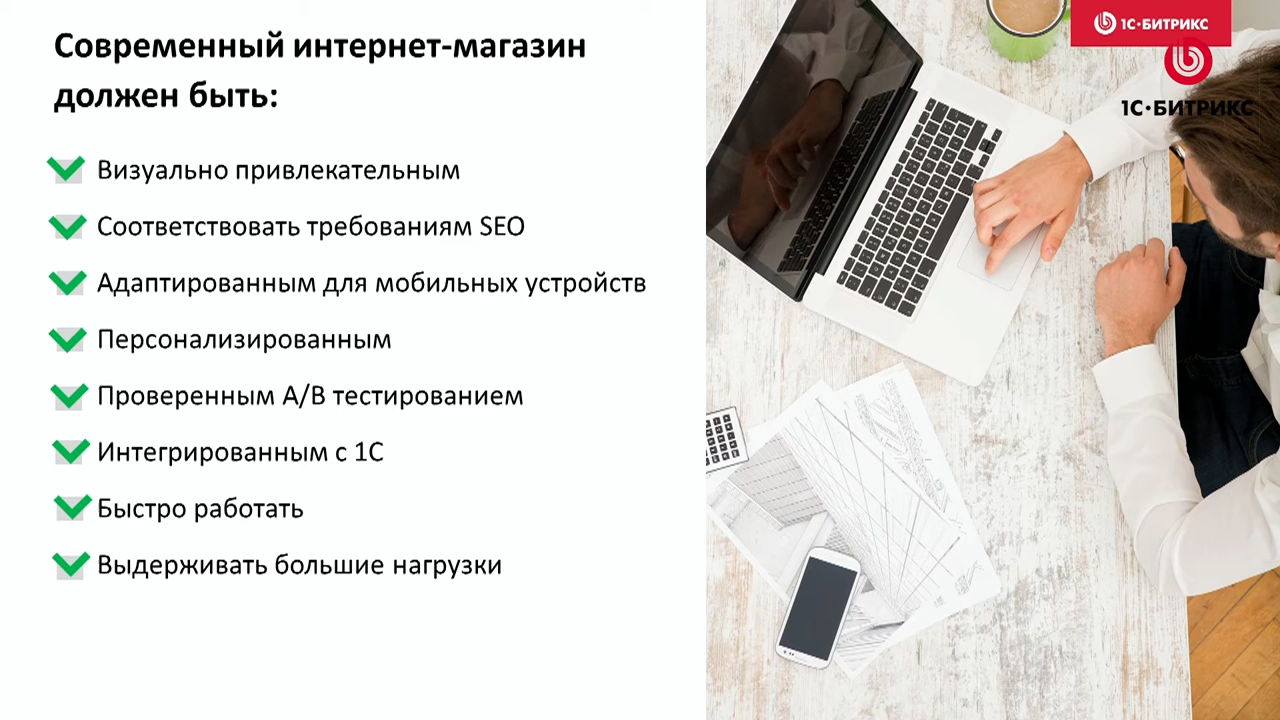 Современный интернет-магазин
должен быть:
Визуально привлекательным
Соответствовать требованиям SEO
Адаптированным для мобильных устройств
Персонализированным
Проверенным А/В тестированием
Интегрированным с 1С
Быстро работать
Выдерживать большие нагрузки
1С•БИТРИКС
1С•БИТРИКС